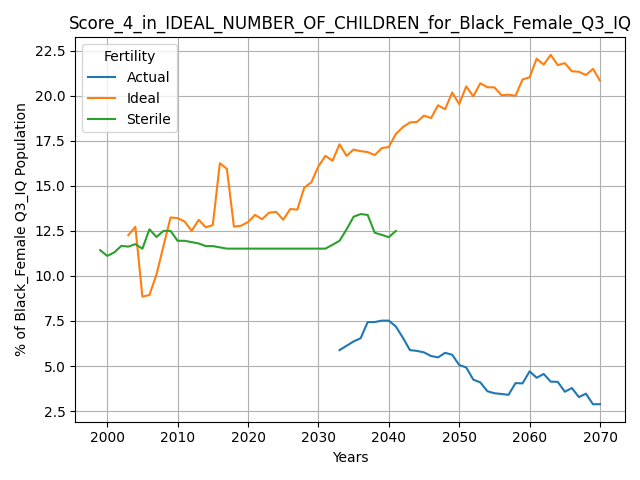 Score_4_in_IDEAL_NUMBER_OF_CHILDREN_for_Black_Female_Q3_IQ
Fertility
Actual
Ideal
Sterile
% of Black_Female Q3_IQ Population
22.5
20.0
17.5
15.0
12.5
10.0
7.5
5.0
2.5
2000 2010 2020 2030 2040 2050 2060 2070
Years